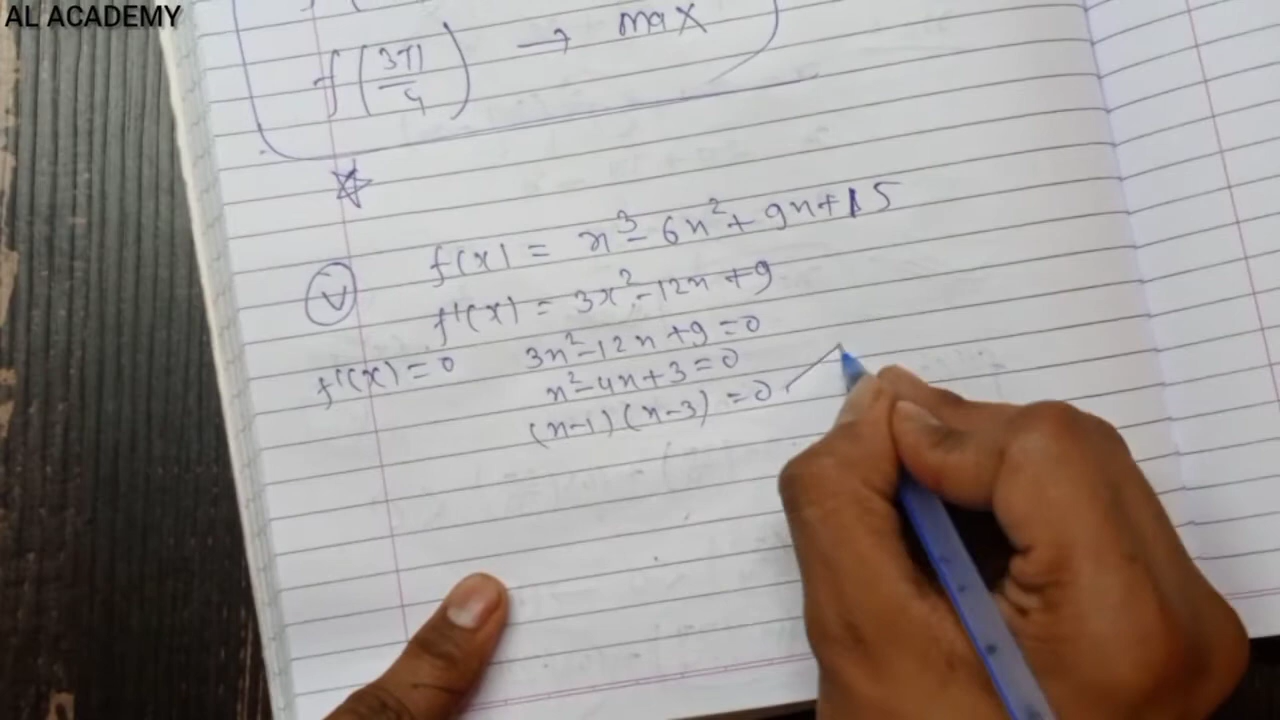 AL ACADEMY
f(3π/4) → max
(v) f(x) = x³ - 6x² + 9x + 15
f'(x) = 3x² - 12x + 9
f'(x) = 0 3x² - 12x + 9 = 0
x² - 4x + 3 = 0
(x-1)(x-3) = 0